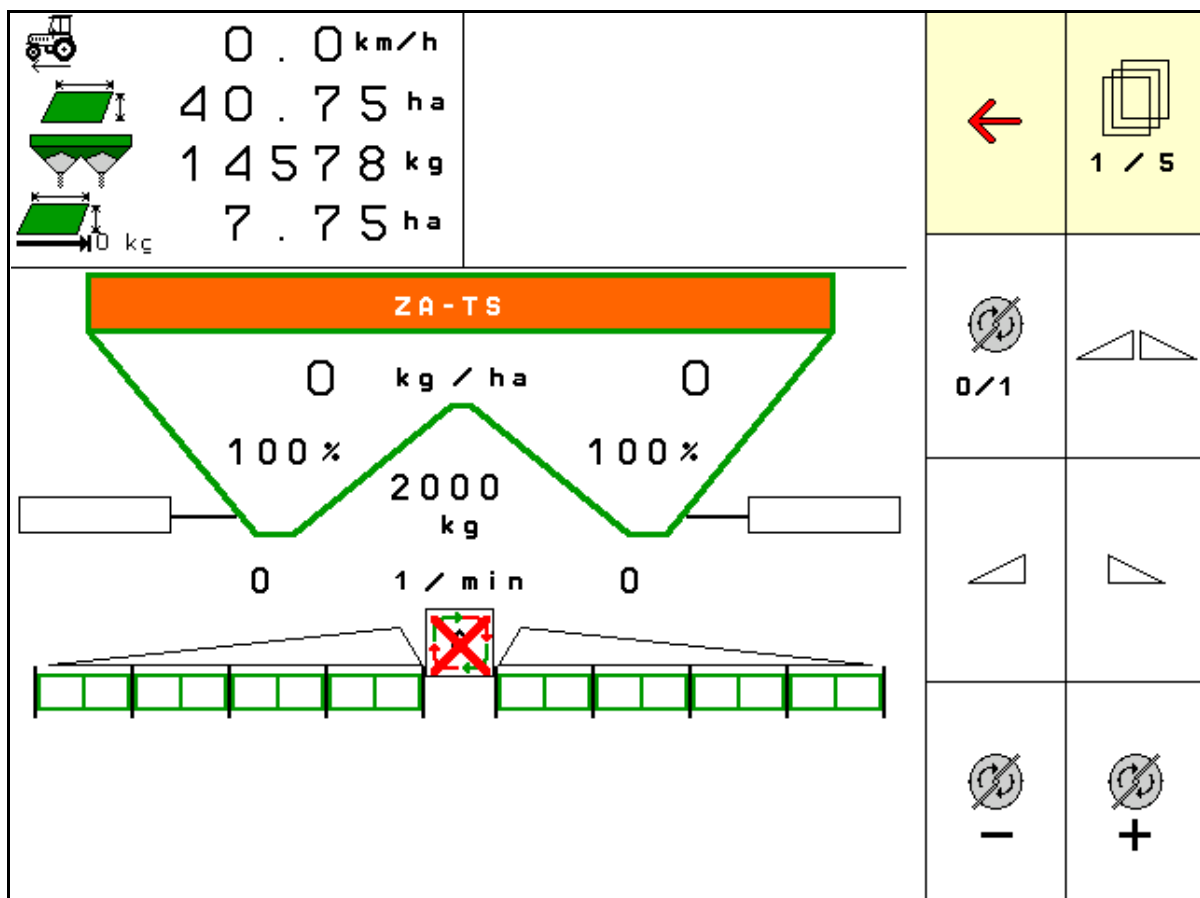 0.0 km/h
40.75 ha
14578 kg
7.75 ha
0 kg
1 / 5
ZA-TS
0 kg / ha 0
0/1
100% 100%
2000
kg
0 1 / min 0
- +